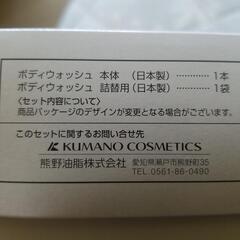 ボディウォッシュ 本体 (日本製)…………1本
ボディウォッシュ 詰替用(日本製)…………1袋
〈セット内容について〉
商品パッケージのデザインが変更となる場合がございます。
このセットに関するお問い合せ先
KUMANO COSMETICS
熊野油脂株式会社 愛知県瀬戸市熊野町35
TEL. 0561-86-0490